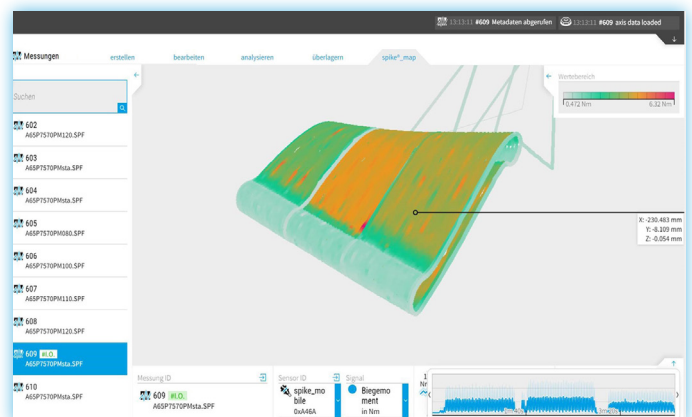 13:13:11 #609 Metadaten abgerufen
13:13:11 #609 axis data loaded
Messungen
erstellen
bearbeiten
analysieren
überlagern
spike®_map
Suchen
Wertebereich
0.472 Nm
6.32 Nm
602
A65P7570PM120.SPF
603
A65P7570PMsta.SPF
604
A65P7570PMsta.SPF
605
A65P7570PM080.SPF
606
A65P7570PM100.SPF
607
A65P7570PM110.SPF
608
A65P7570PM120.SPF
609 #I.O.
A65P7570PMsta.SPF
610
A65P7570PMsta.SPF
X: -230.483 mm
Y: -8.109 mm
Z: -0.054 mm
Messung ID
609 #I.O.
A65P7570PMsta.SPF
Sensor ID
spike_mo
bile
0xA46A
Signal
Biegemo
ment
in Nm